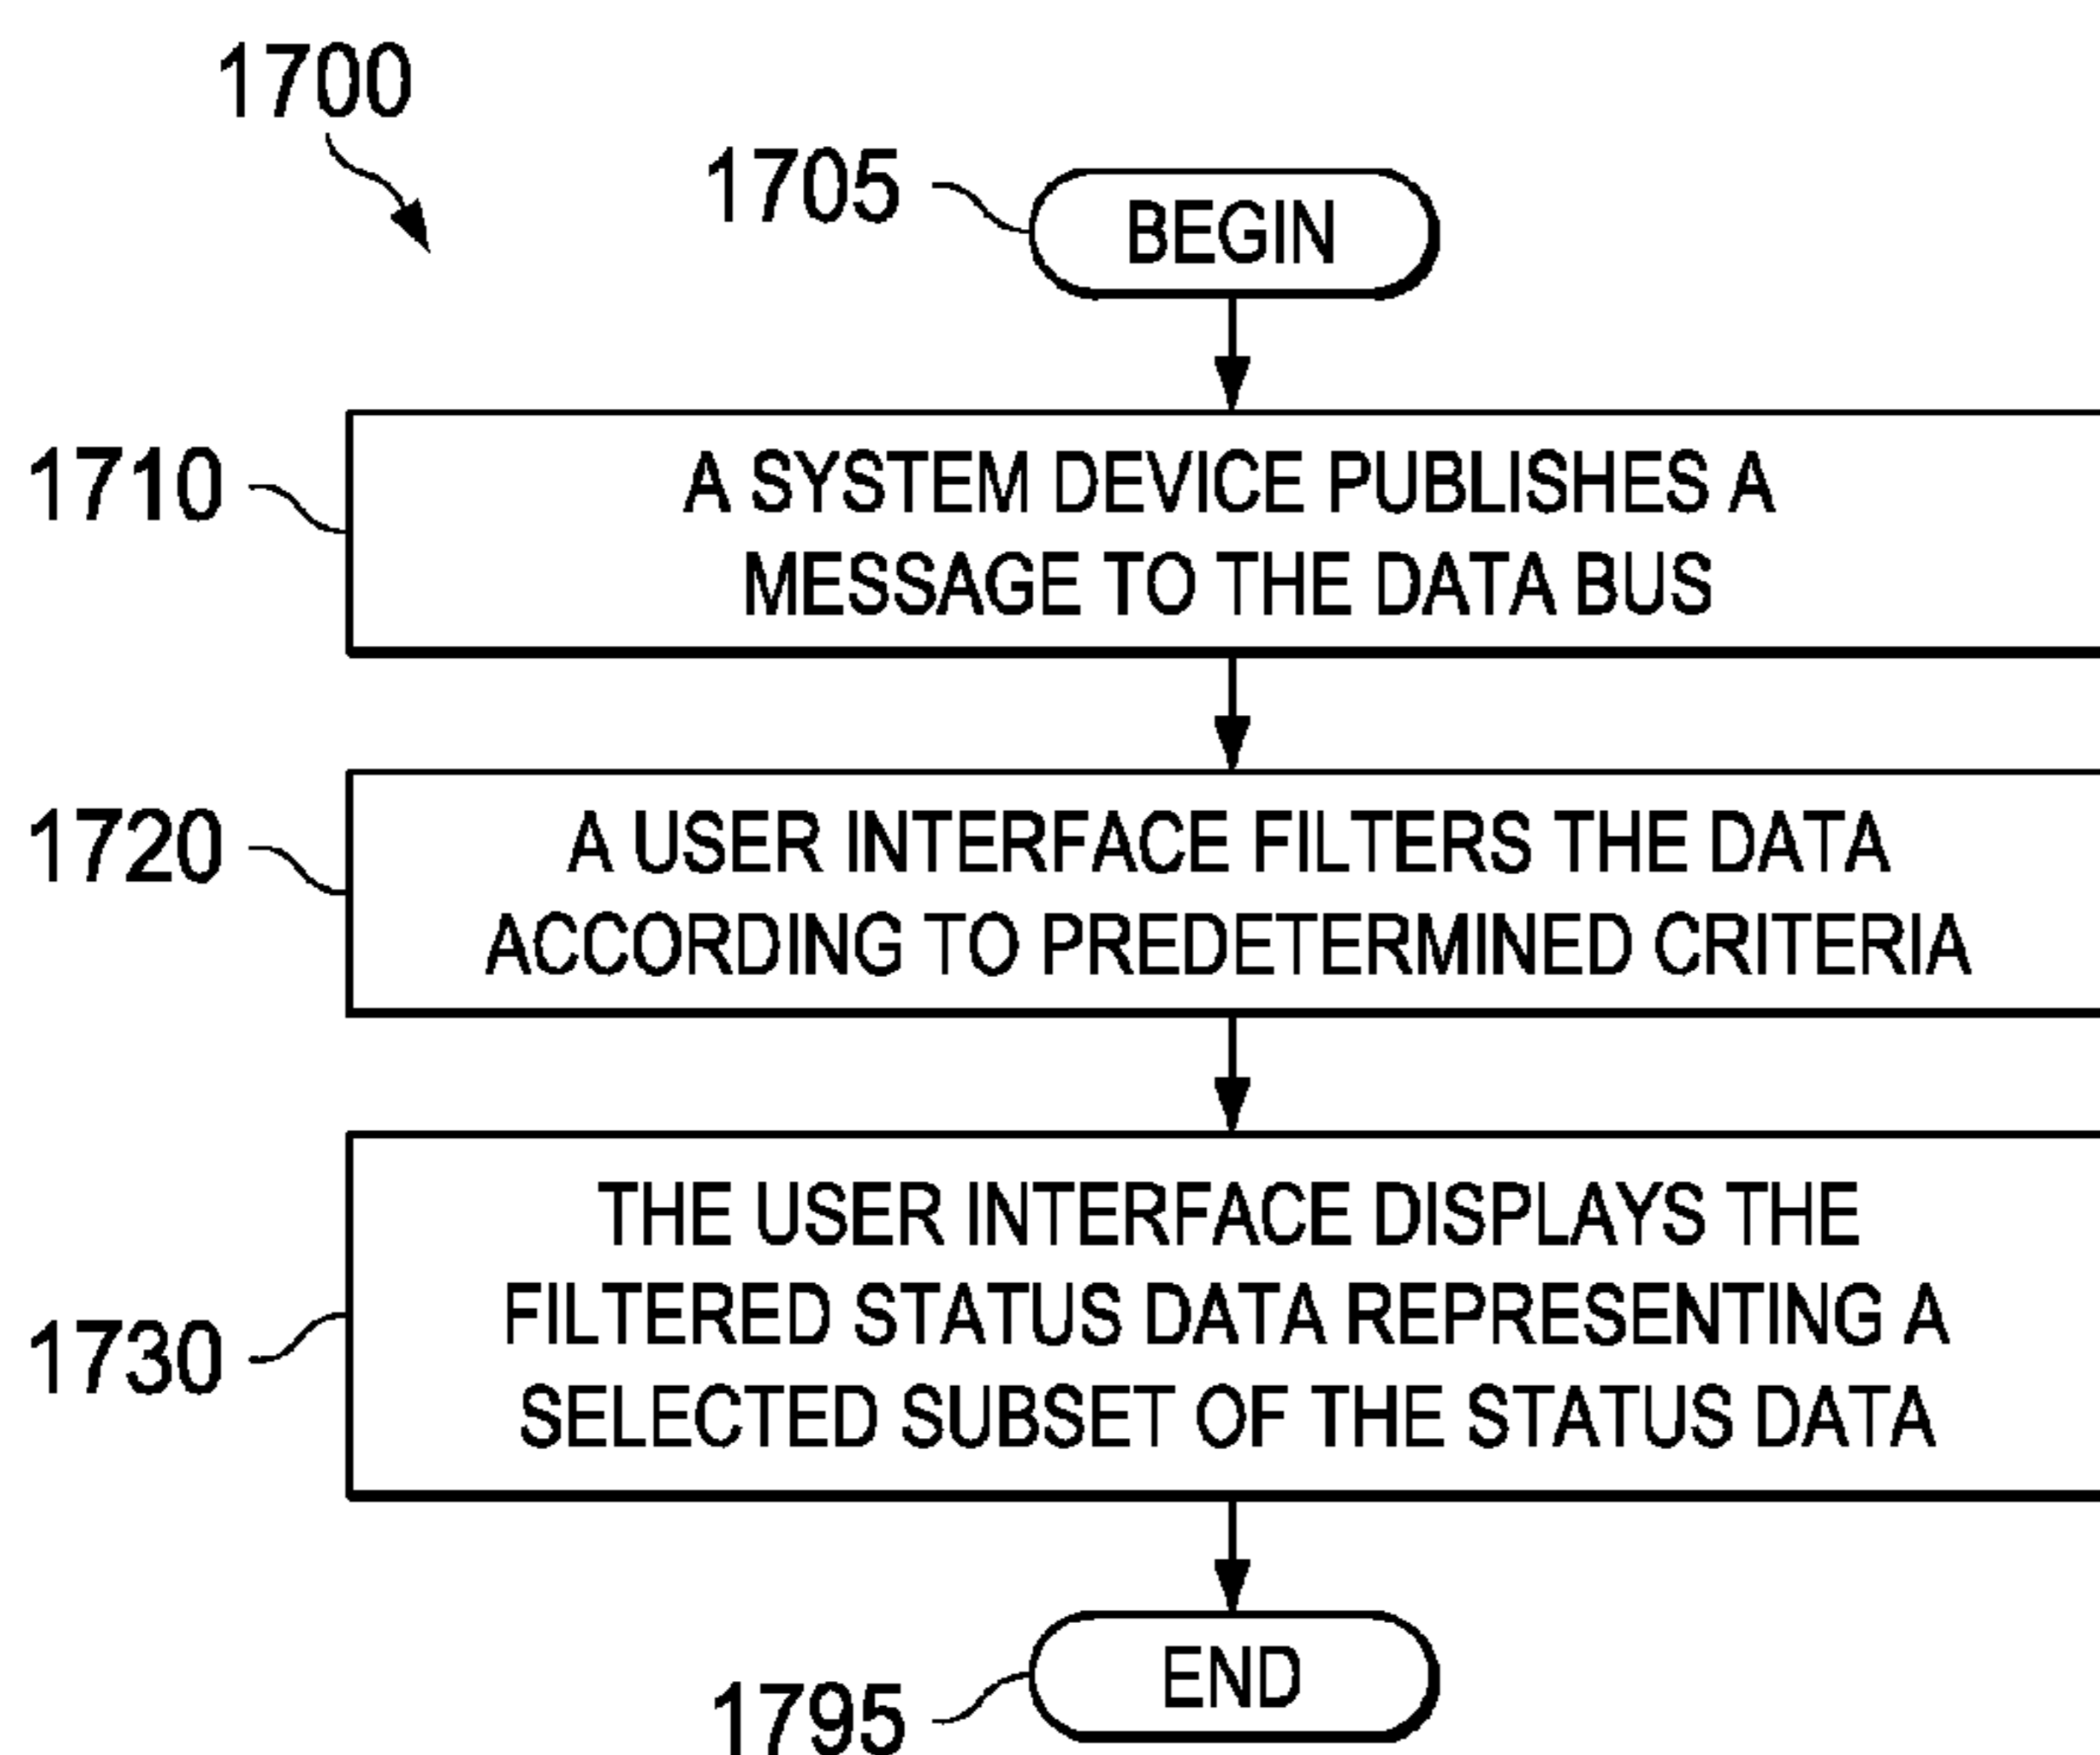 1700
1705
BEGIN
1710
A SYSTEM DEVICE PUBLISHES A
MESSAGE TO THE DATA BUS
1720
A USER INTERFACE FILTERS THE DATA
ACCORDING TO PREDETERMINED CRITERIA
1730
THE USER INTERFACE DISPLAYS THE
FILTERED STATUS DATA REPRESENTING A
SELECTED SUBSET OF THE STATUS DATA
1795
END